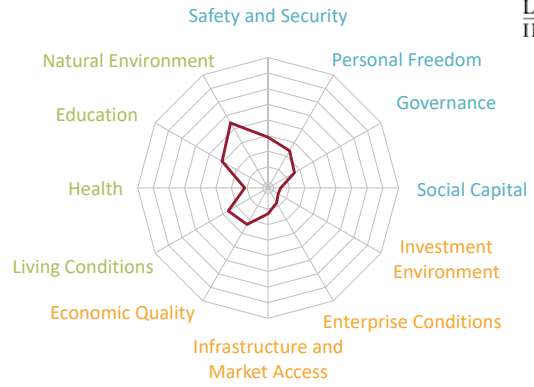 Safety and Security
Natural Environment
Personal Freedom
Education
Governance
Health
Social Capital
Living Conditions
Investment
Environment
Economic Quality
Enterprise Conditions
Infrastructure and
Market Access